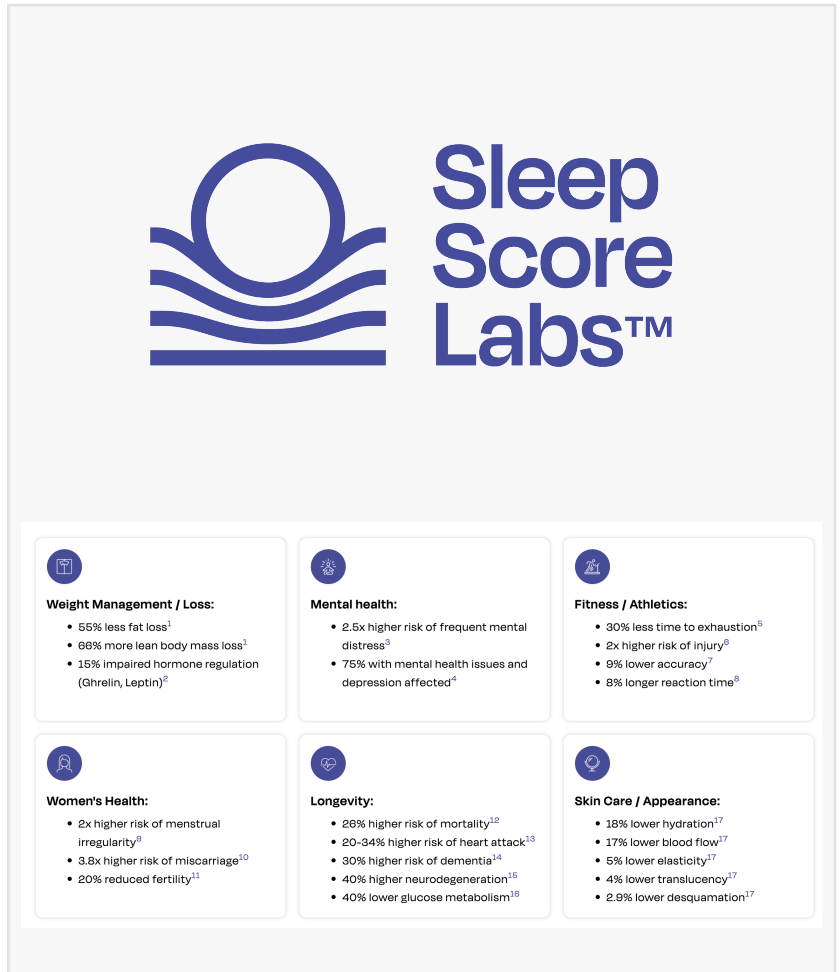 Sleep
Score
Labs™
Weight Management / Loss:
• 55% less fat loss¹
• 66% more lean body mass loss¹
• 15% impaired hormone regulation
(Ghrelin, Leptin)²
Mental health:
• 2.5x higher risk of frequent mental
distress³
• 75% with mental health issues and
depression affected⁴
Fitness / Athletics:
• 30% less time to exhaustion⁵
• 2x higher risk of injury⁶
• 9% lower accuracy⁷
• 8% longer reaction time⁸
Women's Health:
• 2x higher risk of menstrual
irregularity⁹
• 3.8x higher risk of miscarriage¹⁰
• 20% reduced fertility¹¹
Longevity:
• 26% higher risk of mortality¹²
• 20-34% higher risk of heart attack¹³
• 30% higher risk of dementia¹⁴
• 40% higher neurodegeneration¹⁵
• 40% lower glucose metabolism¹⁶
Skin Care / Appearance:
• 18% lower hydration¹⁷
• 17% lower blood flow¹⁷
• 5% lower elasticity¹⁷
• 4% lower translucency¹⁷
• 2.9% lower desquamation¹⁷